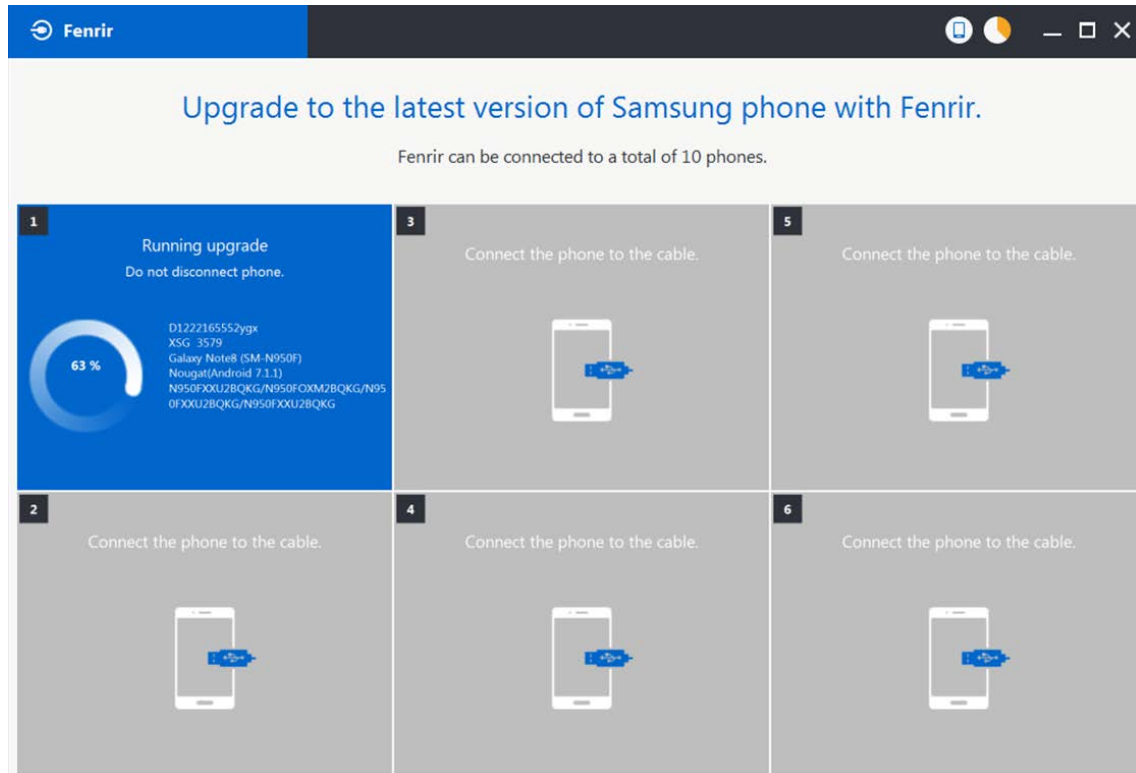 Fenrir
Upgrade to the latest version of Samsung phone with Fenrir.
Fenrir can be connected to a total of 10 phones.
1
Running upgrade
Do not disconnect phone.
63 %
D1222165552ygx
XSG 3579
Galaxy Note8 (SM-N950F)
Nougat(Android 7.1.1)
N950FXXU2BQKG/N950FOXM2BQKG/N95
0FXXU2BQKG/N950FXXU2BQKG
3
Connect the phone to the cable.
5
Connect the phone to the cable.
2
Connect the phone to the cable.
4
Connect the phone to the cable.
6
Connect the phone to the cable.